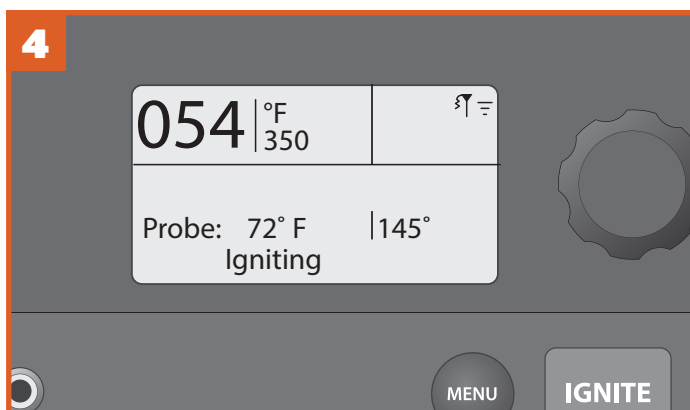 4
054 °F
350
Probe: 72° F 145°
Igniting
MENU IGNITE